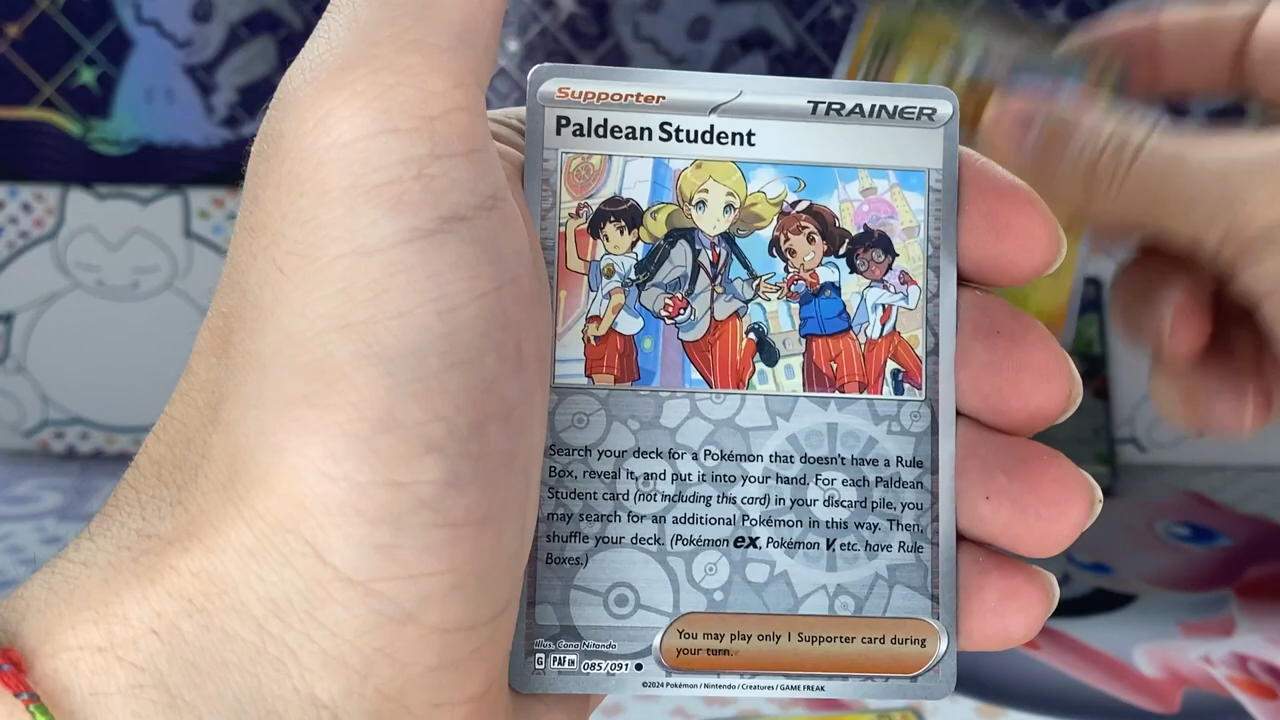 Supporter
TRAINER
Paldean Student
Search your deck for a Pokémon that doesn't have a Rule
Box, reveal it, and put it into your hand. For each Paldean
Student card (not including this card) in your discard pile, you
may search for an additional Pokémon in this way. Then,
shuffle your deck. (Pokémon ex, Pokémon V, etc. have Rule
Boxes.)
Illus. Cona Nitanda
You may play only 1 Supporter card during
your turn.
G PAF EN 085/091
©2024 Pokémon / Nintendo / Creatures / GAME FREAK